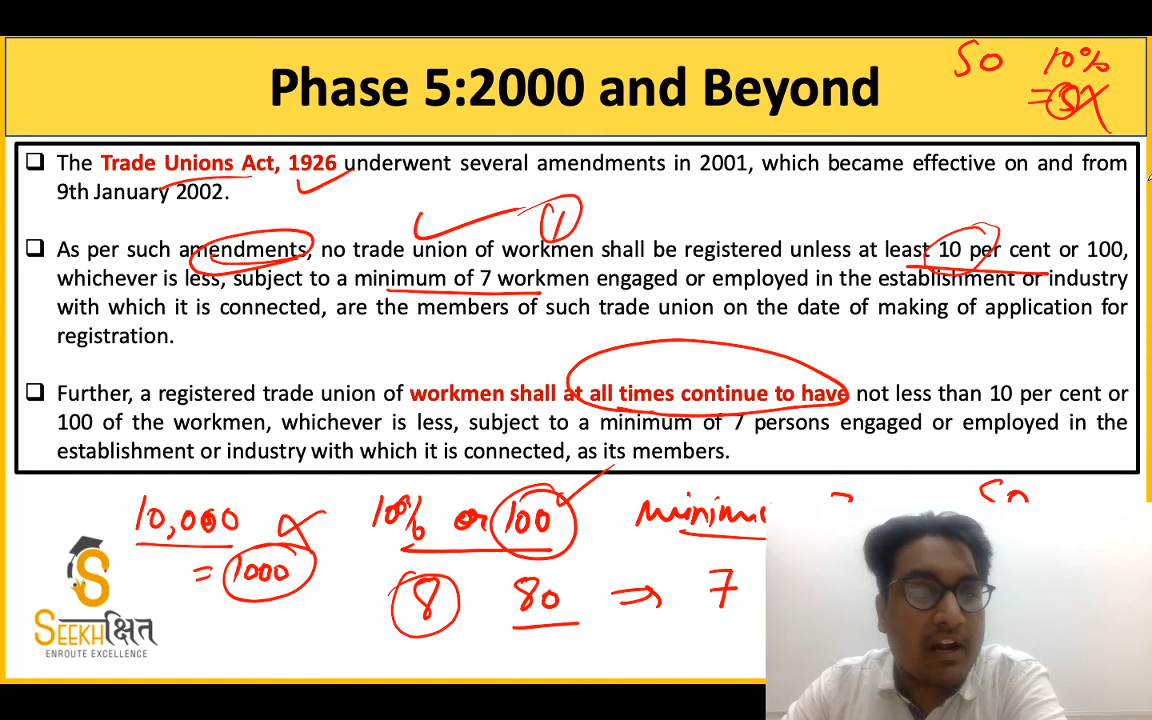 Phase 5:2000 and Beyond
50 10%
=5
❑ The Trade Unions Act, 1926 underwent several amendments in 2001, which became effective on and from
9th January 2002.
1
❑ As per such amendments, no trade union of workmen shall be registered unless at least 10 per cent or 100,
whichever is less, subject to a minimum of 7 workmen engaged or employed in the establishment or industry
with which it is connected, are the members of such trade union on the date of making of application for
registration.
❑ Further, a registered trade union of workmen shall at all times continue to have not less than 10 per cent or
100 of the workmen, whichever is less, subject to a minimum of 7 persons engaged or employed in the
establishment or industry with which it is connected, as its members.
10,000 10% or 100
= 1000
8 80 ⇒ 7
SEEKHक्षित
ENROUTE EXCELLENCE